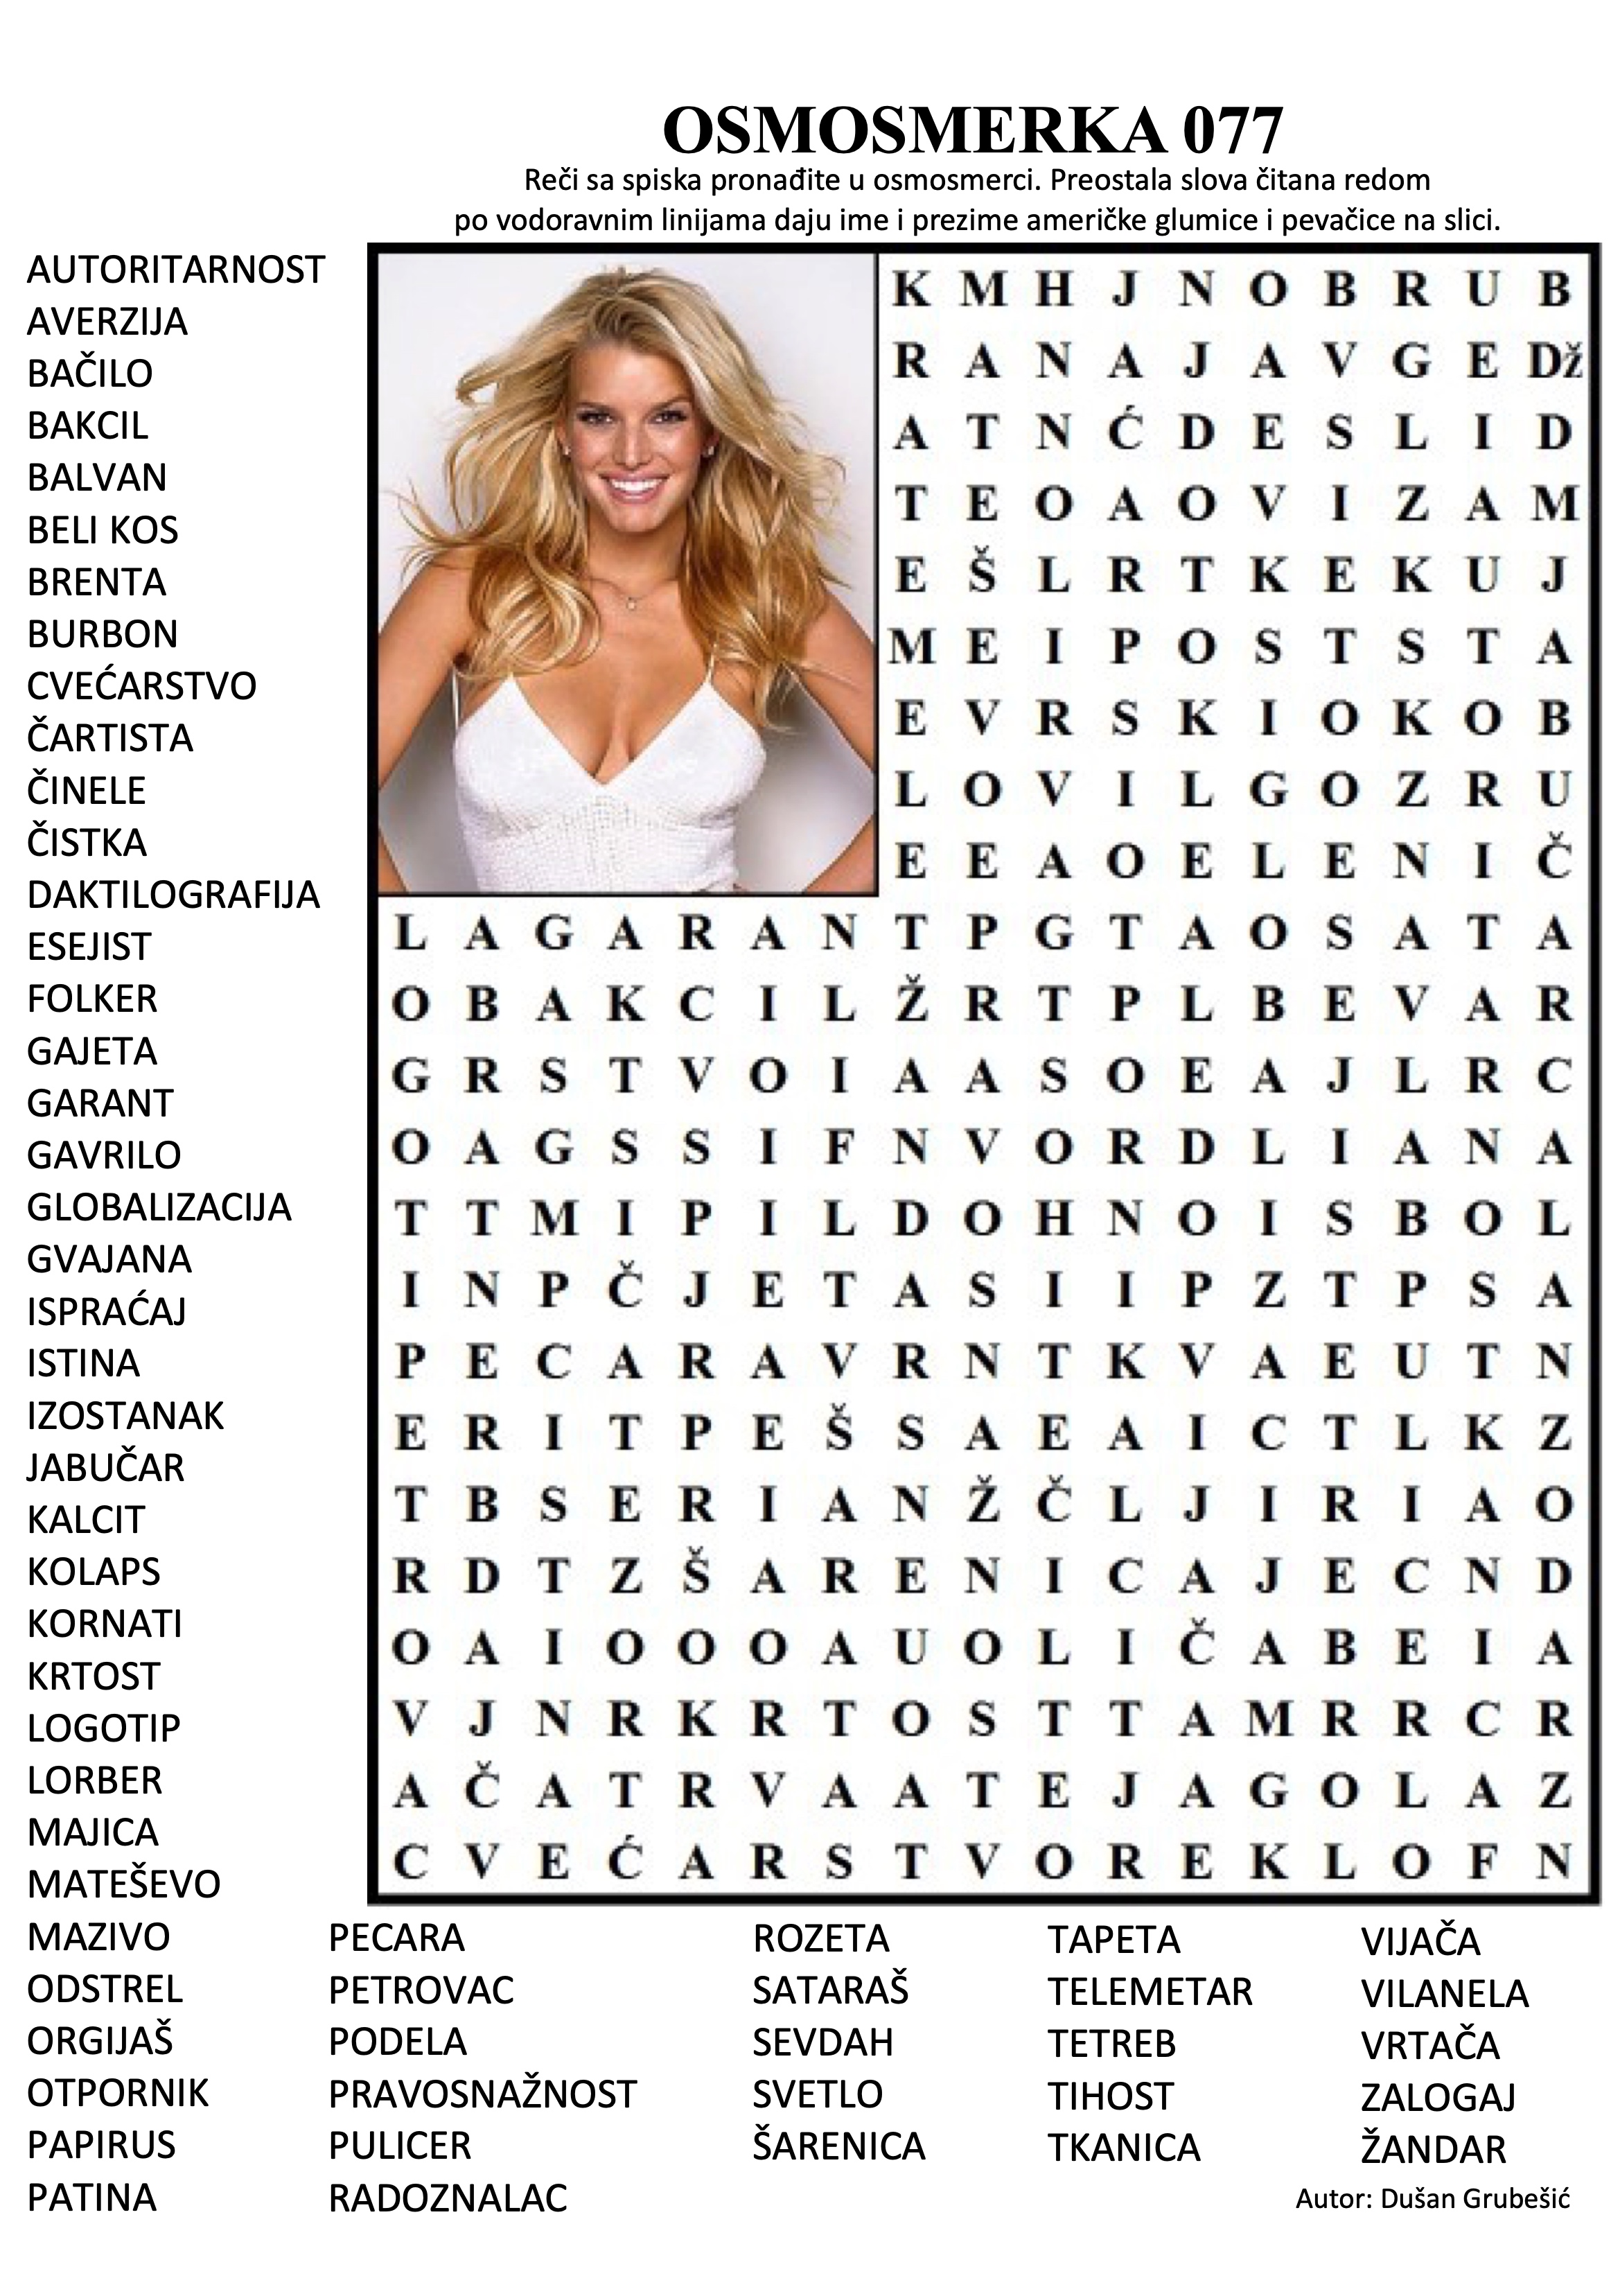 OSMOSMERKA 077
Reči sa spiska pronađite u osmosmerci. Preostala slova čitana redom
po vodoravnim linijama daju ime i prezime američke glumice i pevačice na slici.
AUTORITARNOST
AVERZIJA
BAČILO
BAKCIL
BALVAN
BELI KOS
BRENTA
BURBON
CVEĆARSTVO
ČARTISTA
ČINELE
ČISTKA
DAKTILOGRAFIJA
ESEJIST
FOLKER
GAJETA
GARANT
GAVRILO
GLOBALIZACIJA
GVAJANA
ISPRAĆAJ
ISTINA
IZOSTANAK
JABUČAR
KALCIT
KOLAPS
KORNATI
KRTOST
LOGOTIP
LORBER
MAJICA
MATEŠEVO
MAZIVO
ODSTREL
ORGIJAŠ
OTPORNIK
PAPIRUS
PATINA
K M H J N O B R U B
R A N A J A V G E Dž
A T N Ć D E S L I D
T E O A O V I Z A M
E Š L R T K E K U J
M E I P O S T S T A
E V R S K I O K O B
L O V I L G O Z R U
E E A O E L E N I Č
L A G A R A N T P G T A O S A T A
O B A K C I L Ž R T P L B E V A R
G R S T V O I A A S O E A J L R C
O A G S S I F N V O R D L I A N A
T T M I P I L D O H N O I S B O L
I N P Č J E T A S I I P Z T P S A
P E C A R A V R N T K V A E U T N
E R I T P E Š S A E A I C T L K Z
T B S E R I A N Ž Č L J I R I A O
R D T Z Š A R E N I C A J E C N D
O A I O O O A U O L I Č A B E I A
V J N R K R T O S T T A M R R C R
A Č A T R V A A T E J A G O L A Z
C V E Ć A R S T V O R E K L O F N
PECARA
PETROVAC
PODELA
PRAVOSNAŽNOST
PULICER
RADOZNALAC
ROZETA
SATARAŠ
SEVDAH
SVETLO
ŠARENICA
TAPETA
TELEMETAR
TETREB
TIHOST
TKANICA
VIJAČA
VILANELA
VRTAČA
ZALOGAJ
ŽANDAR
Autor: Dušan Grubešić